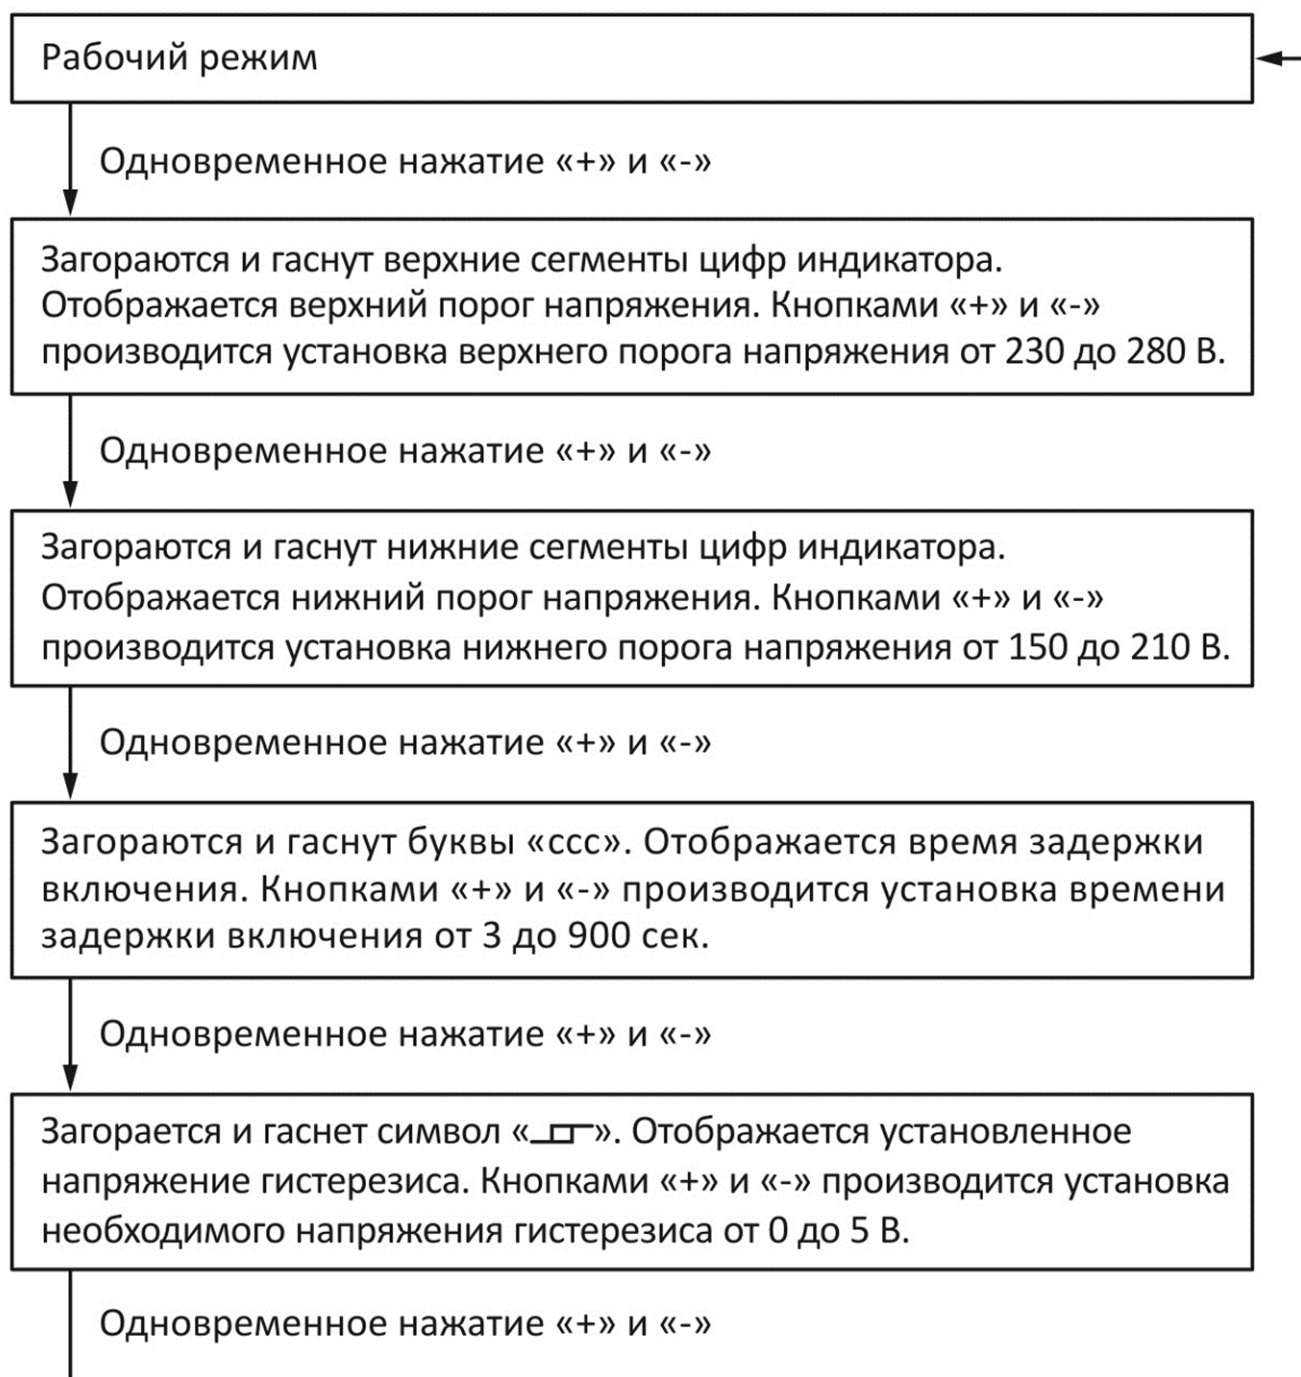 Рабочий режим
Одновременное нажатие «+» и «-»
Загораются и гаснут верхние сегменты цифр индикатора.
Отображается верхний порог напряжения. Кнопками «+» и «-»
производится установка верхнего порога напряжения от 230 до 280 В.
Одновременное нажатие «+» и «-»
Загораются и гаснут нижние сегменты цифр индикатора.
Отображается нижний порог напряжения. Кнопками «+» и «-»
производится установка нижнего порога напряжения от 150 до 210 В.
Одновременное нажатие «+» и «-»
Загораются и гаснут буквы «ссс». Отображается время задержки
включения. Кнопками «+» и «-» производится установка времени
задержки включения от 3 до 900 сек.
Одновременное нажатие «+» и «-»
Загорается и гаснет символ «». Отображается установленное
напряжение гистерезиса. Кнопками «+» и «-» производится установка
необходимого напряжения гистерезиса от 0 до 5 В.
Одновременное нажатие «+» и «-»